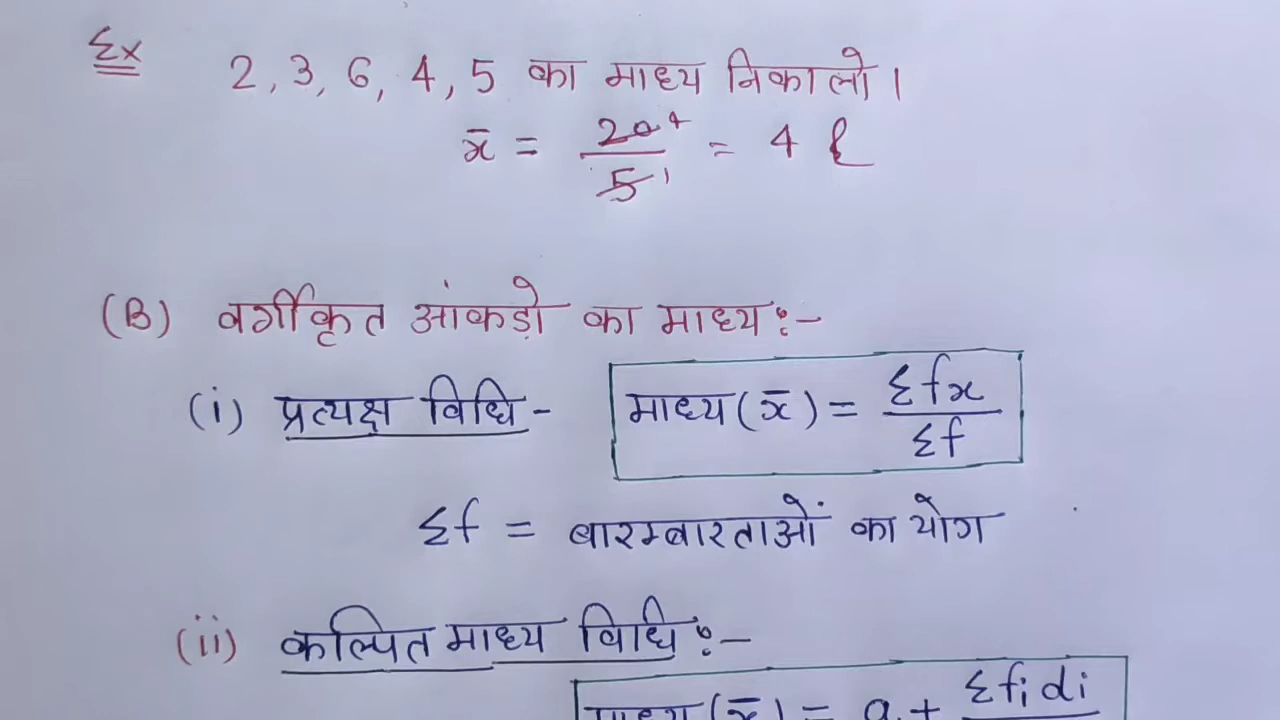 Ex 2, 3, 6, 4, 5 का माध्य निकालो।
x̄ = 20/5 = 4
(B) वर्गीकृत आंकड़ो का माध्य :-
(i) प्रत्यक्ष विधि - माध्य (x̄) = Σfx/Σf
Σf = बारम्बारताओं का योग
(ii) कल्पित माध्य विधि :-
माध्य (x̄) = a + Σfidi